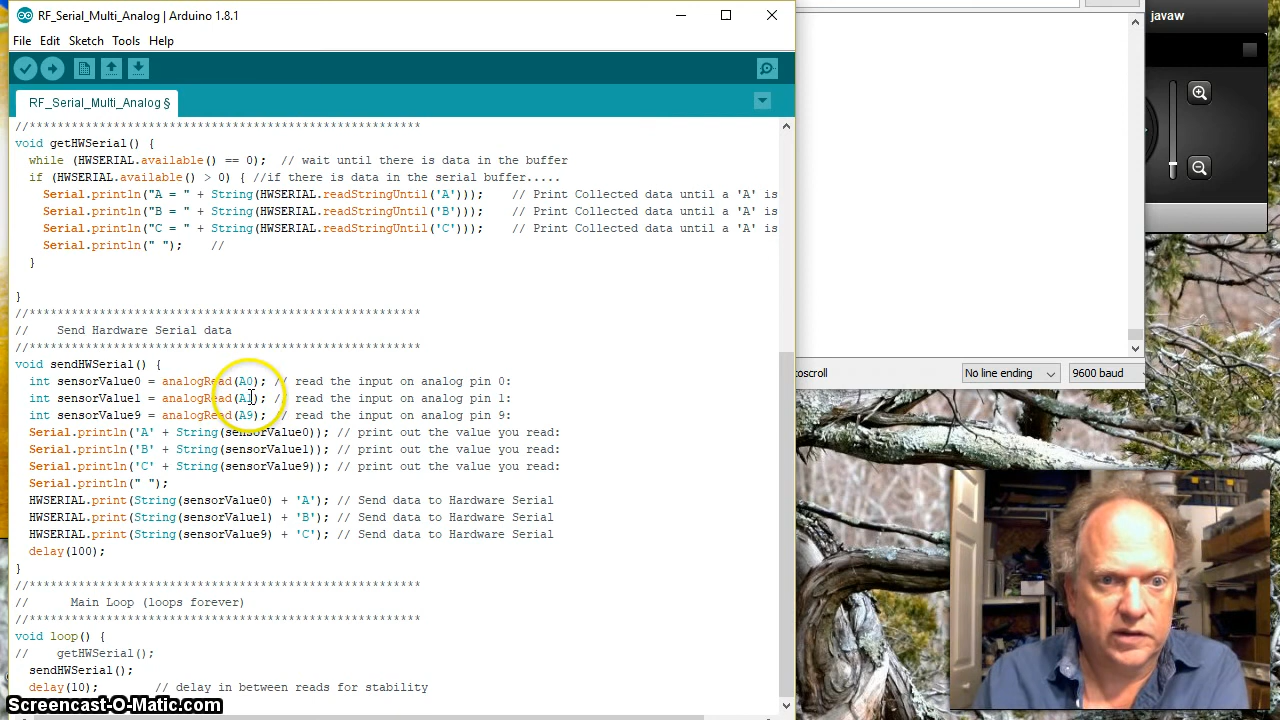 RF_Serial_Multi_Analog | Arduino 1.8.1
javaw
File Edit Sketch Tools Help
RF_Serial_Multi_Analog §
//********************************************************
void getHWSerial() {
while (HWSERIAL.available() == 0); // wait until there is data in the buffer
if (HWSERIAL.available() > 0) { //if there is data in the serial buffer.....
Serial.println("A = " + String(HWSERIAL.readStringUntil('A'))); // Print Collected data until a 'A' is
Serial.println("B = " + String(HWSERIAL.readStringUntil('B'))); // Print Collected data until a 'A' is
Serial.println("C = " + String(HWSERIAL.readStringUntil('C'))); // Print Collected data until a 'A' is
Serial.println(" "); //
}
}
//********************************************************
// Send Hardware Serial data
//********************************************************
void sendHWSerial() {
int sensorValue0 = analogRead(A0); // read the input on analog pin 0:
int sensorValue1 = analogRead(A1); // read the input on analog pin 1:
int sensorValue9 = analogRead(A9); // read the input on analog pin 9:
Serial.println('A' + String(sensorValue0)); // print out the value you read:
Serial.println('B' + String(sensorValue1)); // print out the value you read:
Serial.println('C' + String(sensorValue9)); // print out the value you read:
Serial.println(" ");
HWSERIAL.print(String(sensorValue0) + 'A'); // Send data to Hardware Serial
HWSERIAL.print(String(sensorValue1) + 'B'); // Send data to Hardware Serial
HWSERIAL.print(String(sensorValue9) + 'C'); // Send data to Hardware Serial
delay(100);
}
//********************************************************
// Main Loop (loops forever)
//********************************************************
void loop() {
// getHWSerial();
sendHWSerial();
delay(10); // delay in between reads for stability
oscroll
No line ending
9600 baud
Screencast-O-Matic.com